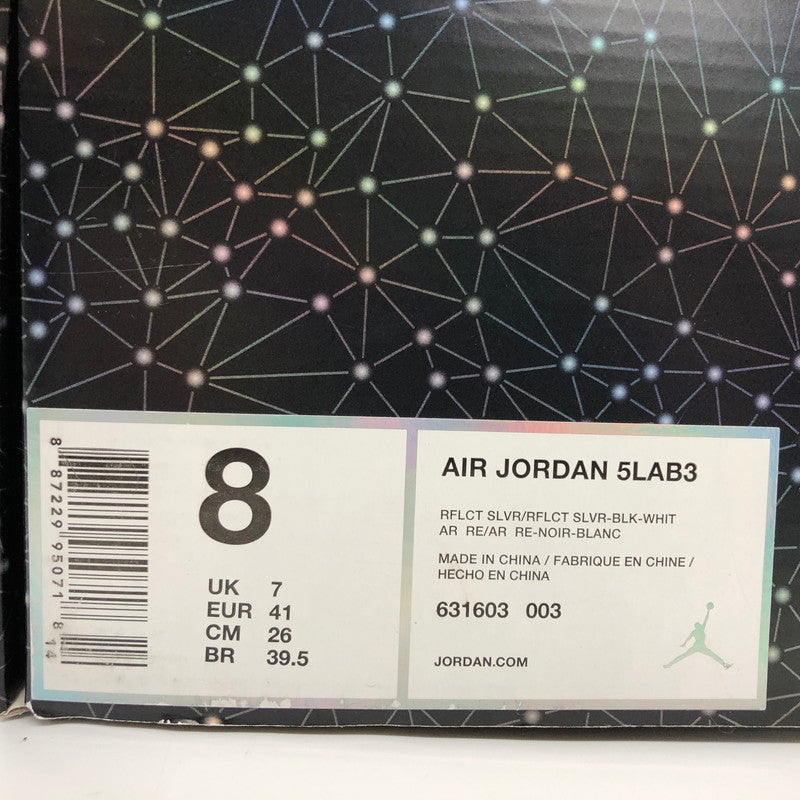 8 87229 95071 8 14
8
UK 7
EUR 41
CM 26
BR 39.5
AIR JORDAN 5LAB3
RFLCT SLVR/RFLCT SLVR-BLK-WHIT
AR RE/AR RE-NOIR-BLANC
MADE IN CHINA / FABRIQUE EN CHINE /
HECHO EN CHINA
631603 003
JORDAN.COM